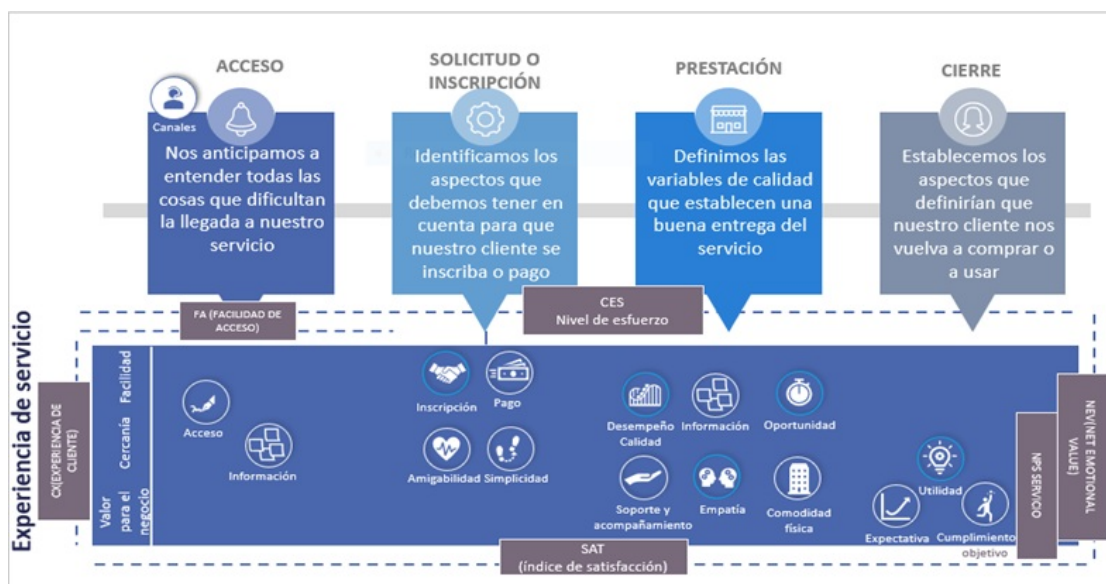 ACCESO
Canales
Nos anticipamos a
entender todas las
cosas que dificultan
la llegada a nuestro
servicio
SOLICITUD O
INSCRIPCIÓN
Identificamos los
aspectos que
debemos tener en
cuenta para que
nuestro cliente se
inscriba o pago
PRESTACIÓN
Definimos las
variables de calidad
que establecen una
buena entrega del
servicio
CIERRE
Establecemos los
aspectos que
definirían que
nuestro cliente nos
vuelva a comprar o
a usar
FA (FACILIDAD DE
ACCESO)
CES
Nivel de esfuerzo
Experiencia de servicio
CX(EXPERIENCIA DE
CLIENTE)
Facilidad
Cercanía
Valor
para el
negocio
Acceso
Información
Inscripción
Pago
Amigabilidad
Simplicidad
Desempeño
Calidad
Información
Oportunidad
Soporte y
acompañamiento
Empatía
Comodidad
física
Utilidad
Expectativa
Cumplimiento
objetivo
NPS SERVICIO
NEV(NET EMOTIONAL
VALUE)
SAT
(índice de satisfacción)